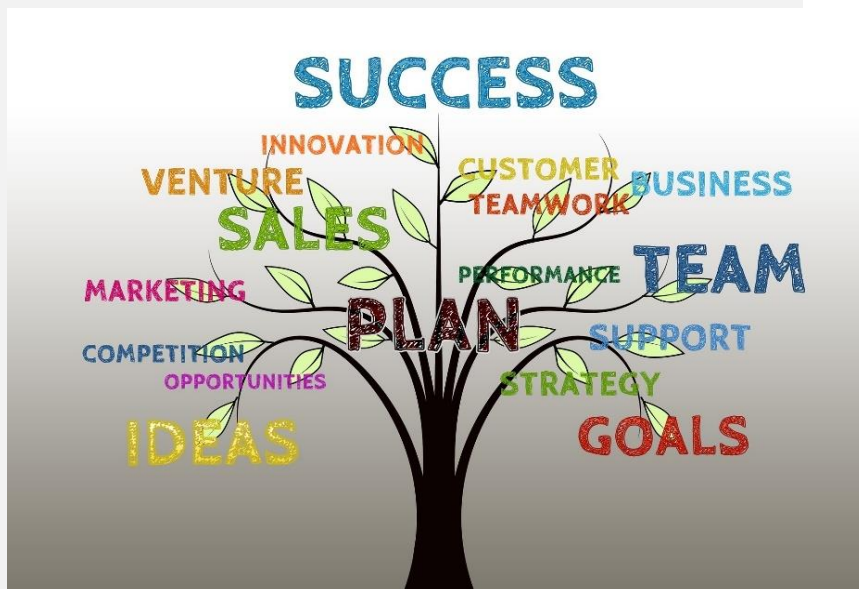 SUCCESS
INNOVATION
CUSTOMER
VENTURE
BUSINESS
TEAMWORK
SALES
TEAM
PERFORMANCE
MARKETING
PLAN
SUPPORT
COMPETITION
OPPORTUNITIES
STRATEGY
IDEAS
GOALS